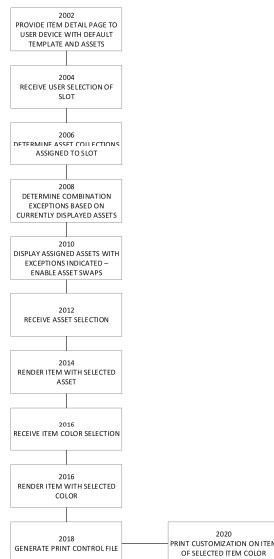 2002
PROVIDE ITEM DETAIL PAGE TO
USER DEVICE WITH DEFAULT
TEMPLATE AND ASSETS
2004
RECEIVE USER SELECTION OF
SLOT
2006
DETERMINE ASSET COLLECTIONS
ASSIGNED TO SLOT
2008
DETERMINE COMBINATION
EXCEPTIONS BASED ON
CURRENTLY DISPLAYED ASSETS
2010
DISPLAY ASSIGNED ASSETS WITH
EXCEPTIONS INDICATED –
ENABLE ASSET SWAPS
2012
RECEIVE ASSET SELECTION
2014
RENDER ITEM WITH SELECTED
ASSET
2016
RECEIVE ITEM COLOR SELECTION
2016
RENDER ITEM WITH SELECTED
COLOR
2018
GENERATE PRINT CONTROL FILE
2020
PRINT CUSTOMIZATION ON ITEM
OF SELECTED ITEM COLOR